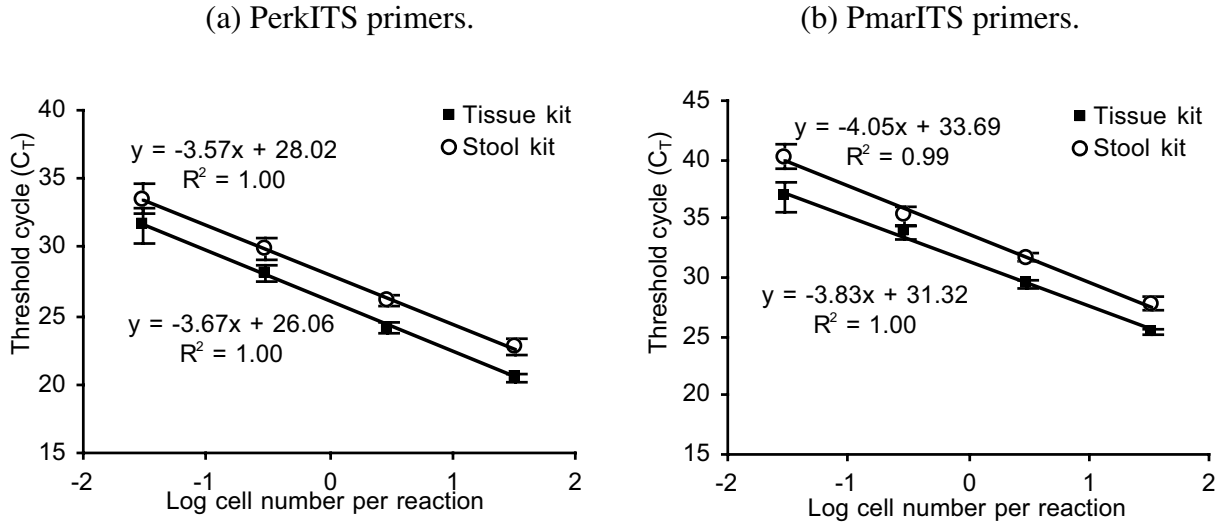 (a) PerkITS primers.
40
35
30
25
20
15
Threshold cycle (C_T)
Tissue kit
Stool kit
y = -3.57x + 28.02
R² = 1.00
y = -3.67x + 26.06
R² = 1.00
-2 -1 0 1 2
Log cell number per reaction
(b) PmarITS primers.
45
40
35
30
25
20
15
Threshold cycle (C_T)
Tissue kit
Stool kit
y = -4.05x + 33.69
R² = 0.99
y = -3.83x + 31.32
R² = 1.00
-2 -1 0 1 2
Log cell number per reaction